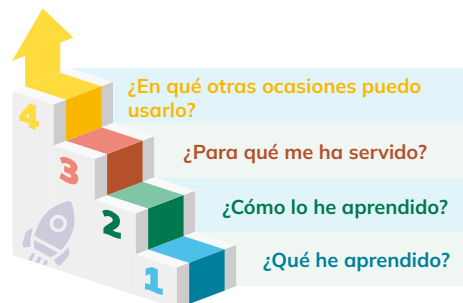 4 ¿En qué otras ocasiones puedo
usarlo?
3 ¿Para qué me ha servido?
2 ¿Cómo lo he aprendido?
1 ¿Qué he aprendido?